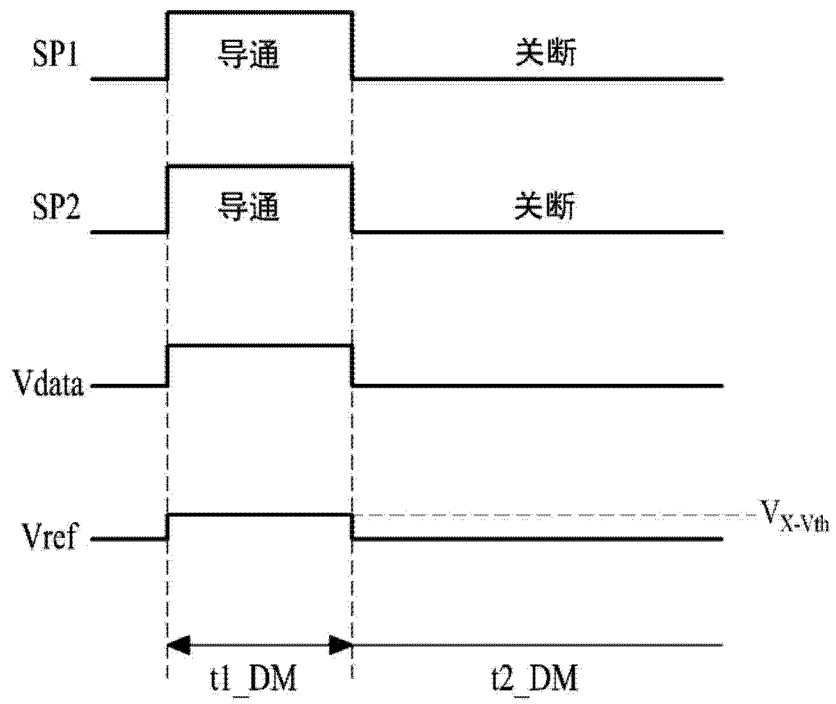 SP1 导通 关断
SP2 导通 关断
Vdata
Vref VX-Vth
t1_DM t2_DM